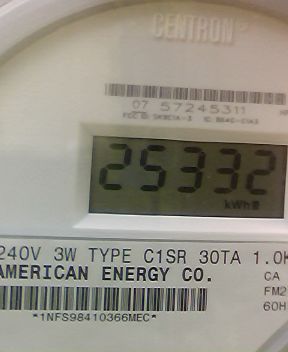 CENTRON
07 57245311
25332
kWh
240V 3W TYPE C1SR 30TA 1.0K
AMERICAN ENERGY CO.
CA
FM2
60H
*1NFS98410366MEC*